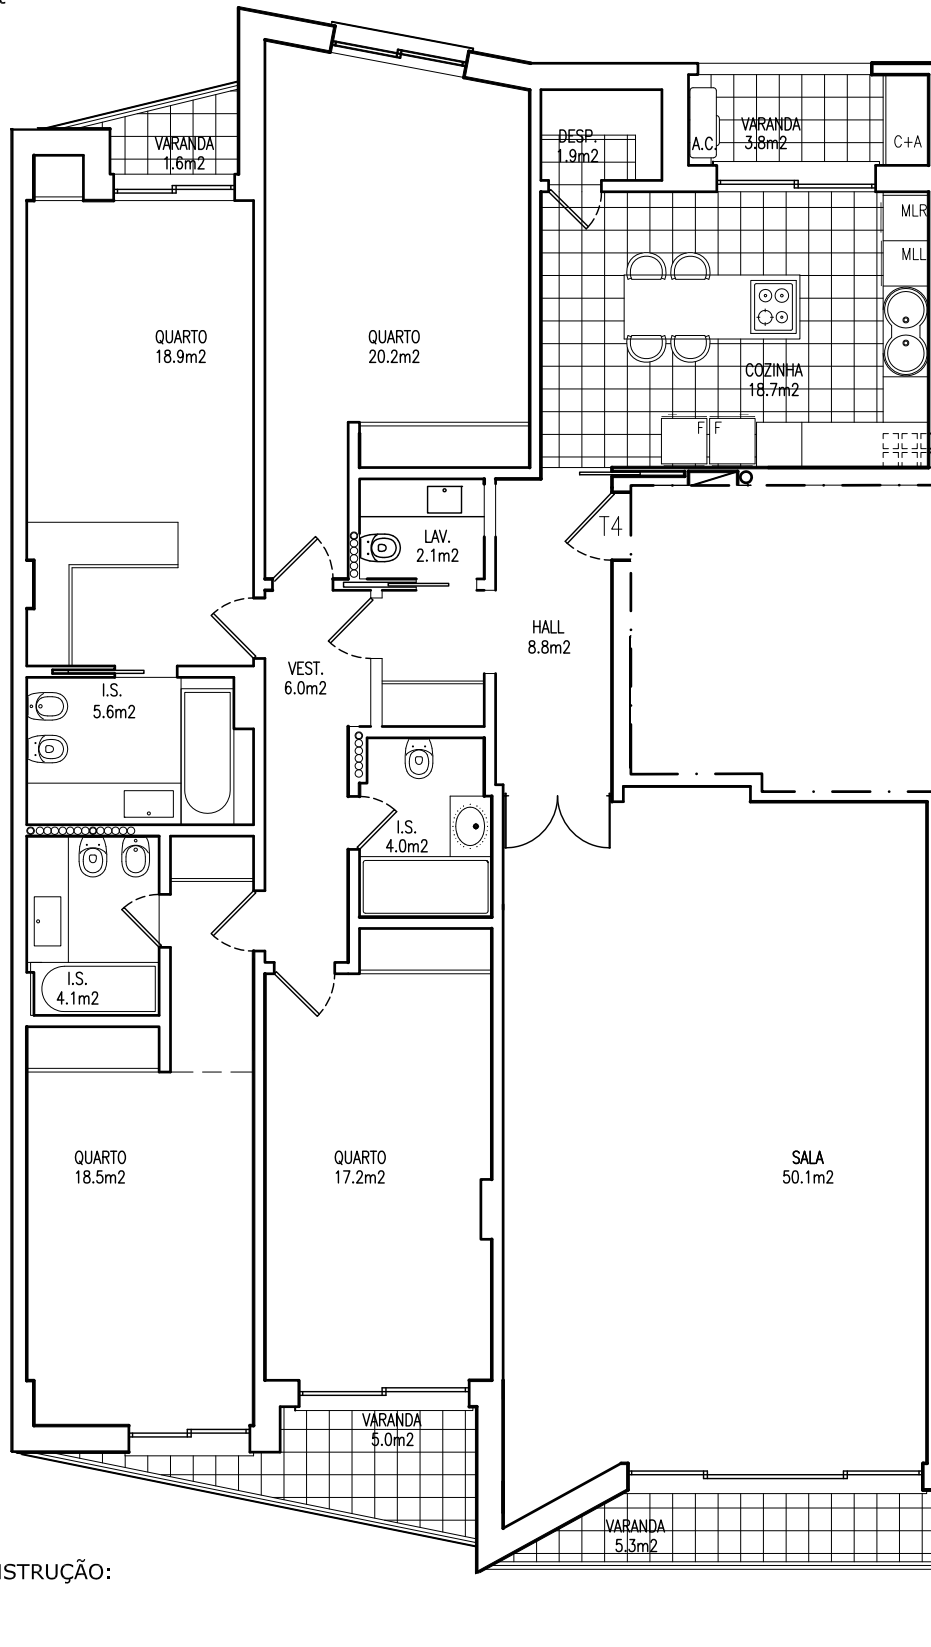 VARANDA
1.6m2
DESP.
1.9m2
A.C.
VARANDA
3.8m2
C+A
MLR
MLL
QUARTO
18.9m2
QUARTO
20.2m2
COZINHA
18.7m2
F F
T4
LAV.
2.1m2
HALL
8.8m2
VEST.
6.0m2
I.S.
5.6m2
I.S.
4.0m2
I.S.
4.1m2
QUARTO
18.5m2
QUARTO
17.2m2
SALA
50.1m2
VARANDA
5.0m2
VARANDA
5.3m2
NSTRUÇÃO: